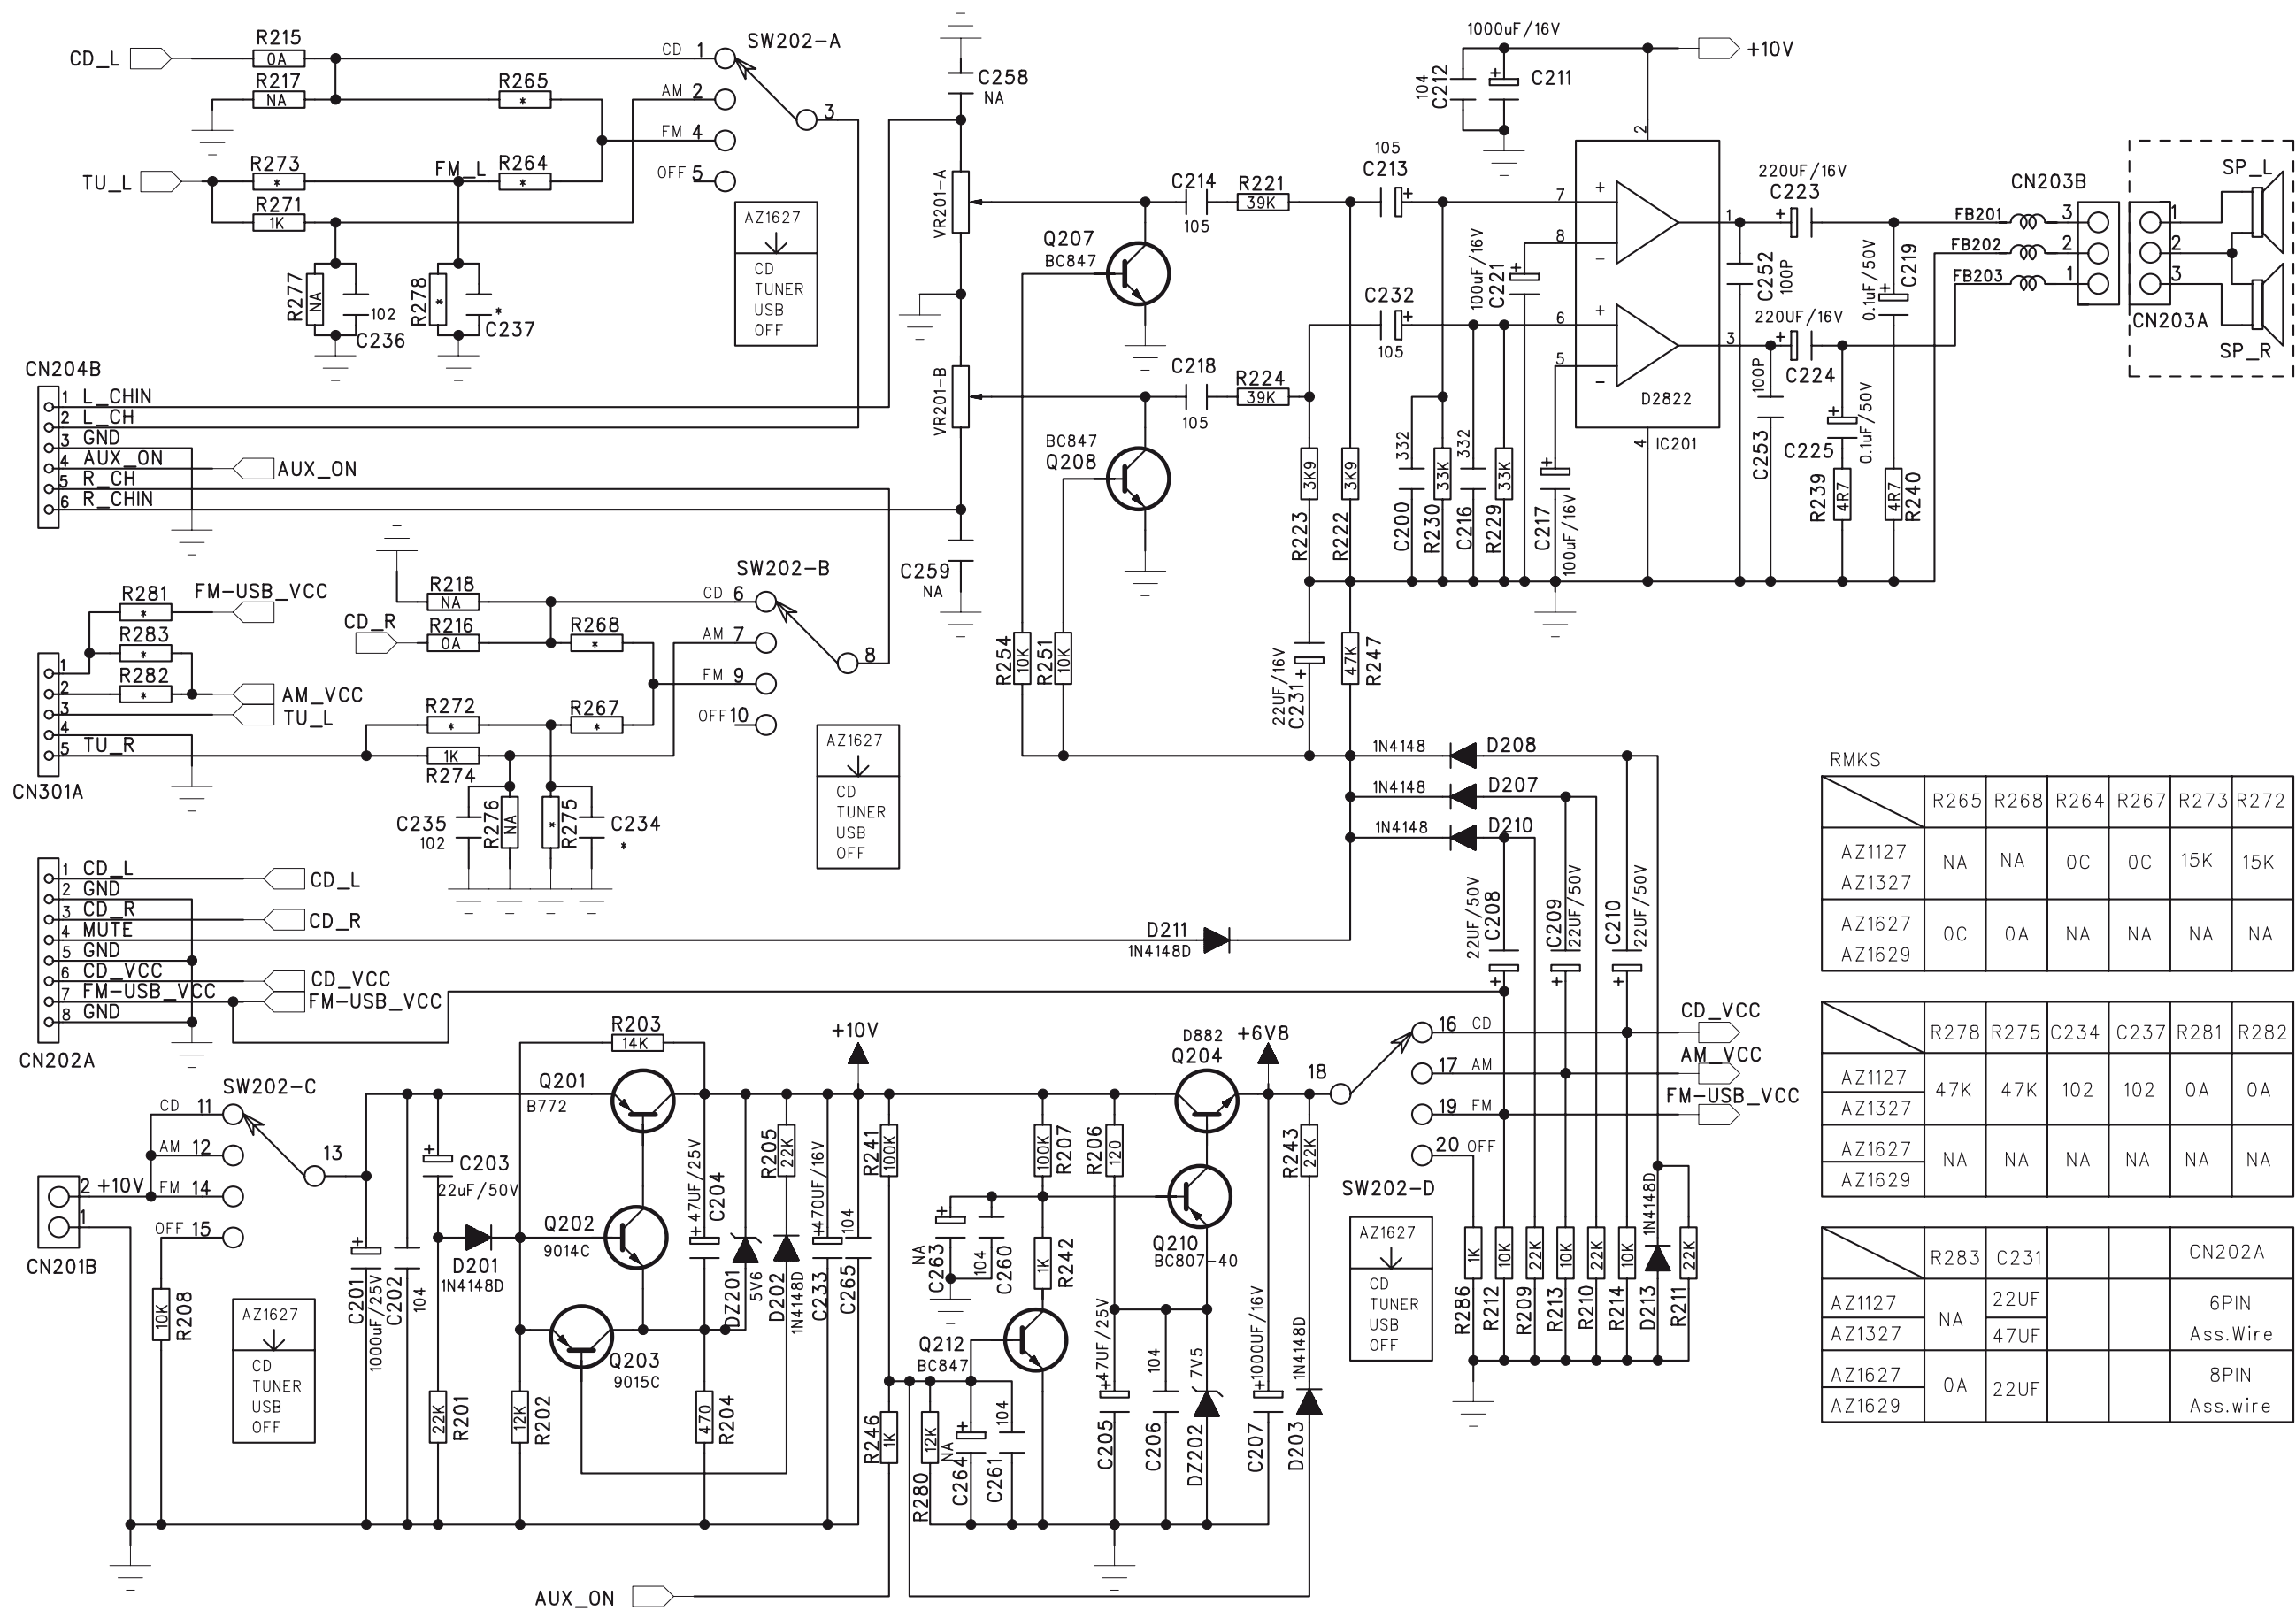 CD_L
R215
0A
R217
NA
R265
*
CD 1
AM 2
FM 4
OFF 5
SW202-A
3
TU_L
R273
*
FM_L
R264
*
R271
1K
R277
NA
102
C236
R278
*
*
C237
AZ1627
CD
TUNER
USB
OFF
C258
NA
VR201-A
VR201-B
C259
NA
CN204B
1 L_CHIN
2 L_CH
3 GND
4 AUX_ON
5 R_CH
6 R_CHIN
AUX_ON
Q207
BC847
BC847
Q208
C214
105
R221
39K
C218
105
R224
39K
105
C213
C232
105
1000uF/16V
104
C212
+
C211
+10V
2
7
8
6
5
1
3
4
+
-
+
-
D2822
IC201
100uF/16V
C221
+
R223
3K9
R222
3K9
332
C200
R230
33K
332
C216
R229
33K
C217
+
100uF/16V
220UF/16V
C223
+
C252
100P
220UF/16V
+
C224
100P
C253
C225
+
0.1uF/50V
0.1uF/50V
C219
+
R239
4R7
R240
4R7
FB201
FB202
FB203
CN203B
3
2
1
1
2
3
CN203A
SP_L
SP_R
R254
10K
R251
10K
22UF/16V
C231
+
47K
R247
R281
*
FM-USB_VCC
R283
*
R282
*
AM_VCC
TU_L
1
2
3
4
5 TU_R
CN301A
R218
NA
CD_R
R216
0A
R268
*
R272
*
R267
*
1K
R274
C235
102
R276
NA
*
R275
C234
*
SW202-B
CD 6
AM 7
FM 9
OFF 10
8
AZ1627
CD
TUNER
USB
OFF
1N4148
D208
1N4148
D207
1N4148
D210
D211
1N4148D
1 CD_L
2 GND
3 CD_R
4 MUTE
5 GND
6 CD_VCC
7 FM-USB_VCC
8 GND
CD_L
CD_R
CD_VCC
FM-USB_VCC
CN202A
22UF/50V
C208
+
C209
22UF/50V
+
C210
22UF/50V
+
SW202-C
CD 11
AM 12
FM 14
OFF 15
13
2 +10V
1
CN201B
10K
R208
AZ1627
CD
TUNER
USB
OFF
C201
+
1000uF/25V
C202
104
+
C203
22uF/50V
D201
1N4148D
22K
R201
12K
R202
R203
14K
Q201
B772
Q202
9014C
Q203
9015C
+
47UF/25V
C204
470
R204
DZ201
5V6
R205
22K
D202
1N4148D
+10V
+
470UF/16V
C233
104
C265
R241
100K
R246
1K
AUX_ON
NA
C263
+
104
C260
100K
R207
1K
R242
Q212
BC847
12K
R280
NA
C264
+
104
C261
R206
120
D882
Q204
Q210
BC807-40
+
47UF/25V
C205
104
C206
7V5
DZ202
+6V8
+
1000UF/16V
C207
R243
22K
1N4148D
D203
18
16 CD
17 AM
19 FM
20 OFF
SW202-D
CD_VCC
AM_VCC
FM-USB_VCC
AZ1627
CD
TUNER
USB
OFF
1K
R286
10K
R212
22K
R209
10K
R213
22K
R210
10K
R214
1N4148D
D213
22K
R211
RMKS
R265 R268 R264 R267 R273 R272
AZ1127
AZ1327
NA NA 0C 0C 15K 15K
AZ1627
AZ1629
0C 0A NA NA NA NA
R278 R275 C234 C237 R281 R282
AZ1127
AZ1327
47K 47K 102 102 0A 0A
AZ1627
AZ1629
NA NA NA NA NA NA
R283 C231 CN202A
AZ1127
AZ1327
NA
22UF
47UF
6PIN
Ass.Wire
AZ1627
AZ1629
0A 22UF
8PIN
Ass.wire